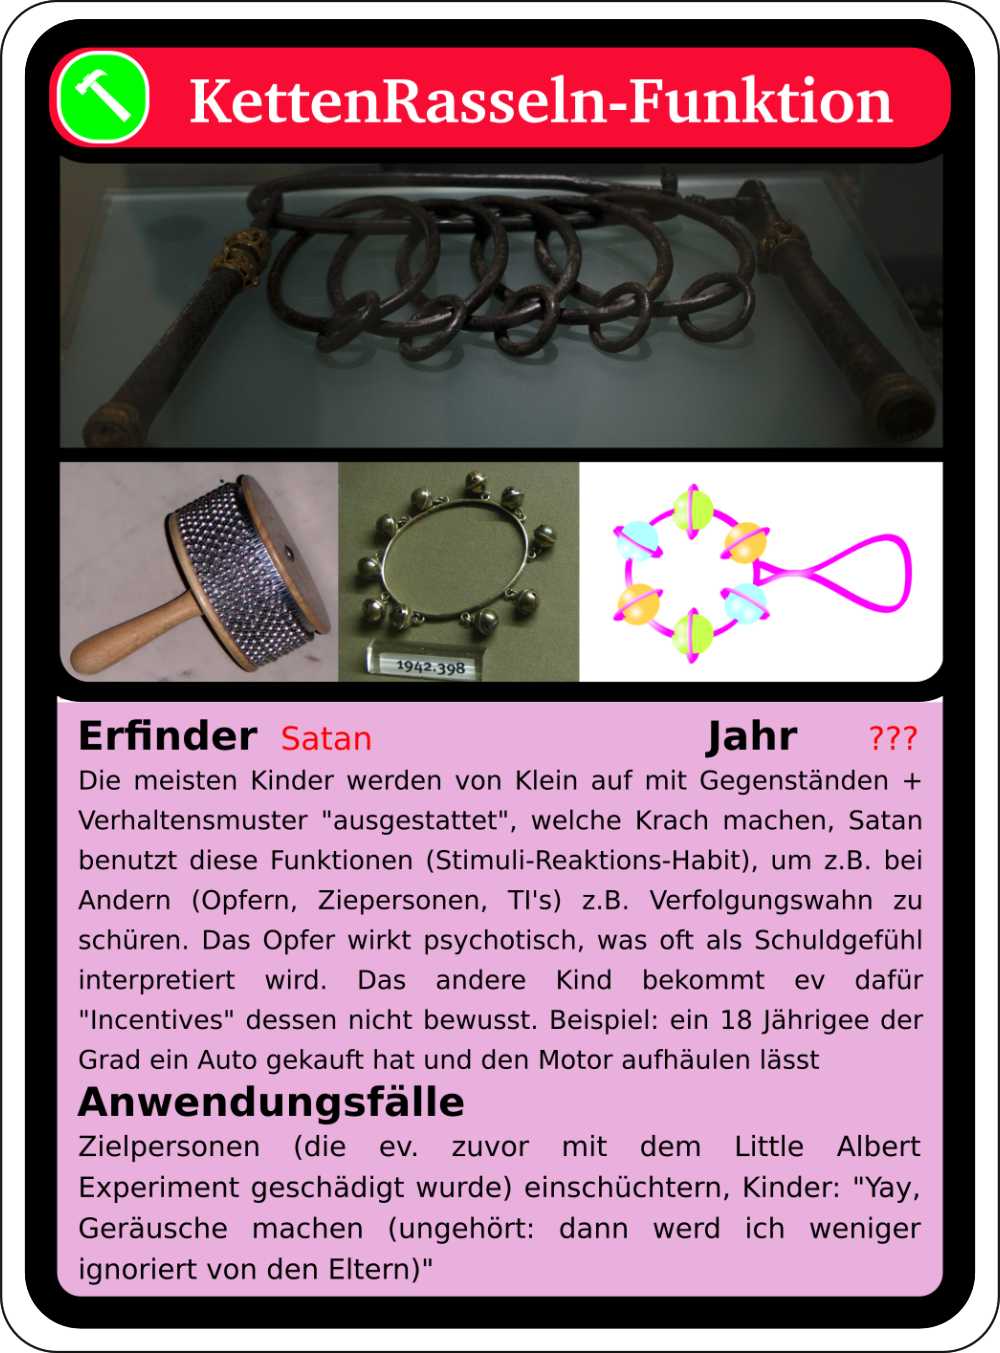 KettenRasseln-Funktion
1942.398
Erfinder Satan Jahr ???
Die meisten Kinder werden von Klein auf mit Gegenständen +
Verhaltensmuster "ausgestattet", welche Krach machen, Satan
benutzt diese Funktionen (Stimuli-Reaktions-Habit), um z.B. bei
Andern (Opfern, Ziepersonen, TI's) z.B. Verfolgungswahn zu
schüren. Das Opfer wirkt psychotisch, was oft als Schuldgefühl
interpretiert wird. Das andere Kind bekommt ev dafür
"Incentives" dessen nicht bewusst. Beispiel: ein 18 Jährigee der
Grad ein Auto gekauft hat und den Motor aufhäulen lässt
Anwendungsfälle
Zielpersonen (die ev. zuvor mit dem Little Albert
Experiment geschädigt wurde) einschüchtern, Kinder: "Yay,
Geräusche machen (ungehört: dann werd ich weniger
ignoriert von den Eltern)"